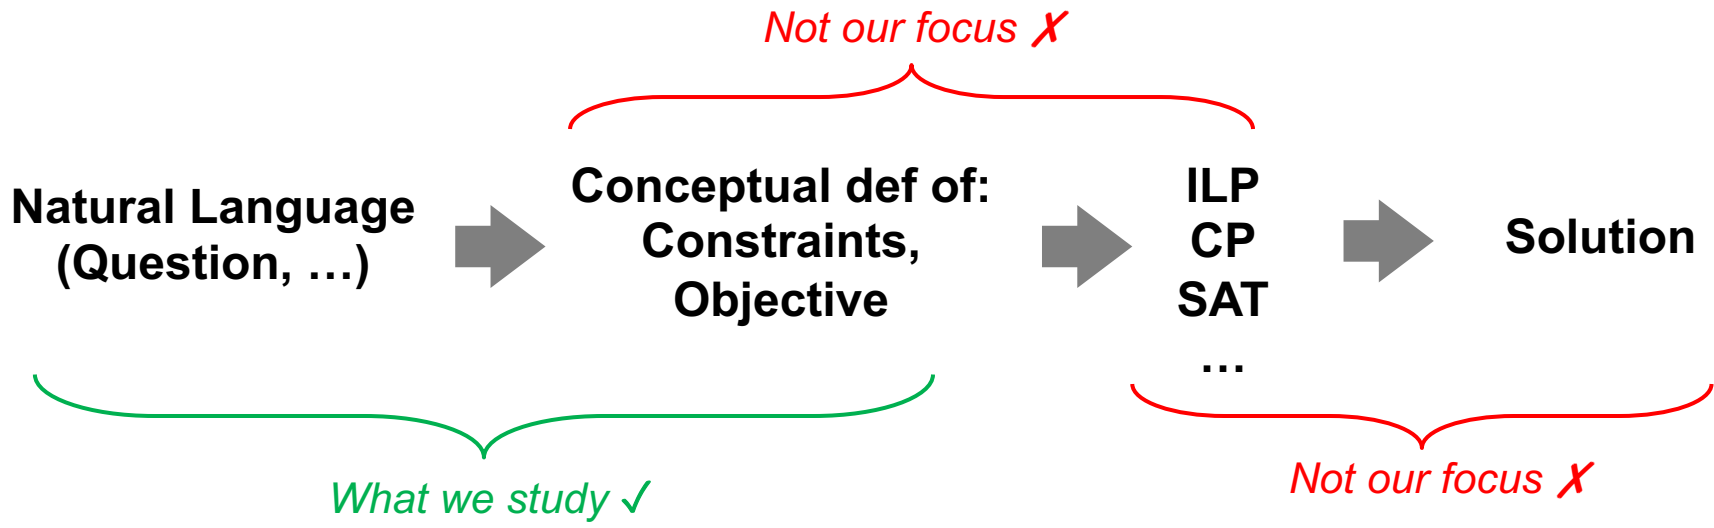 Not our focus ✗
Natural Language
(Question, …)
Conceptual def of:
Constraints,
Objective
ILP
CP
SAT
…
Solution
What we study ✓
Not our focus ✗